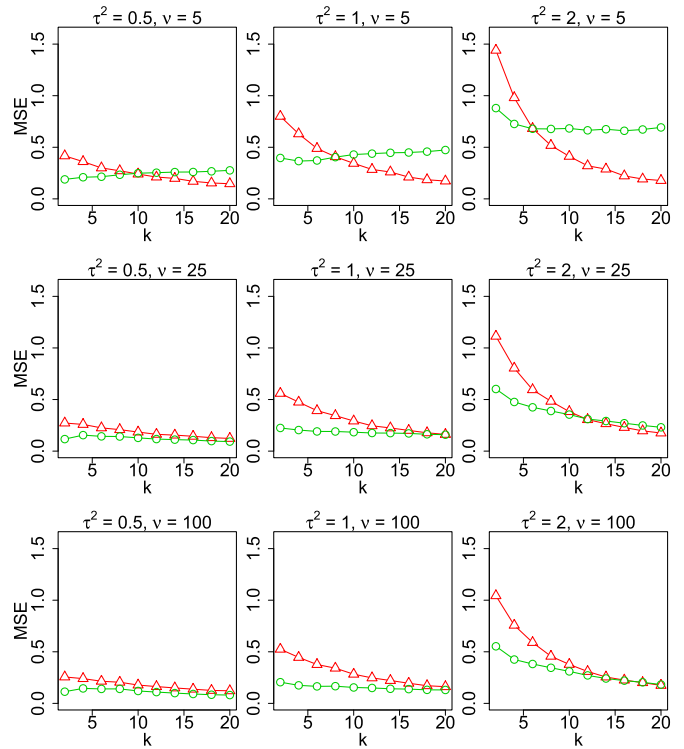 τ² = 0.5, ν = 5
τ² = 1, ν = 5
τ² = 2, ν = 5
MSE
0.0 0.5 1.0 1.5
0.0 0.5 1.0 1.5
0.0 0.5 1.0 1.5
5 10 15 20
5 10 15 20
5 10 15 20
k
k
k
τ² = 0.5, ν = 25
τ² = 1, ν = 25
τ² = 2, ν = 25
MSE
0.0 0.5 1.0 1.5
0.0 0.5 1.0 1.5
0.0 0.5 1.0 1.5
5 10 15 20
5 10 15 20
5 10 15 20
k
k
k
τ² = 0.5, ν = 100
τ² = 1, ν = 100
τ² = 2, ν = 100
MSE
0.0 0.5 1.0 1.5
0.0 0.5 1.0 1.5
0.0 0.5 1.0 1.5
5 10 15 20
5 10 15 20
5 10 15 20
k
k
k